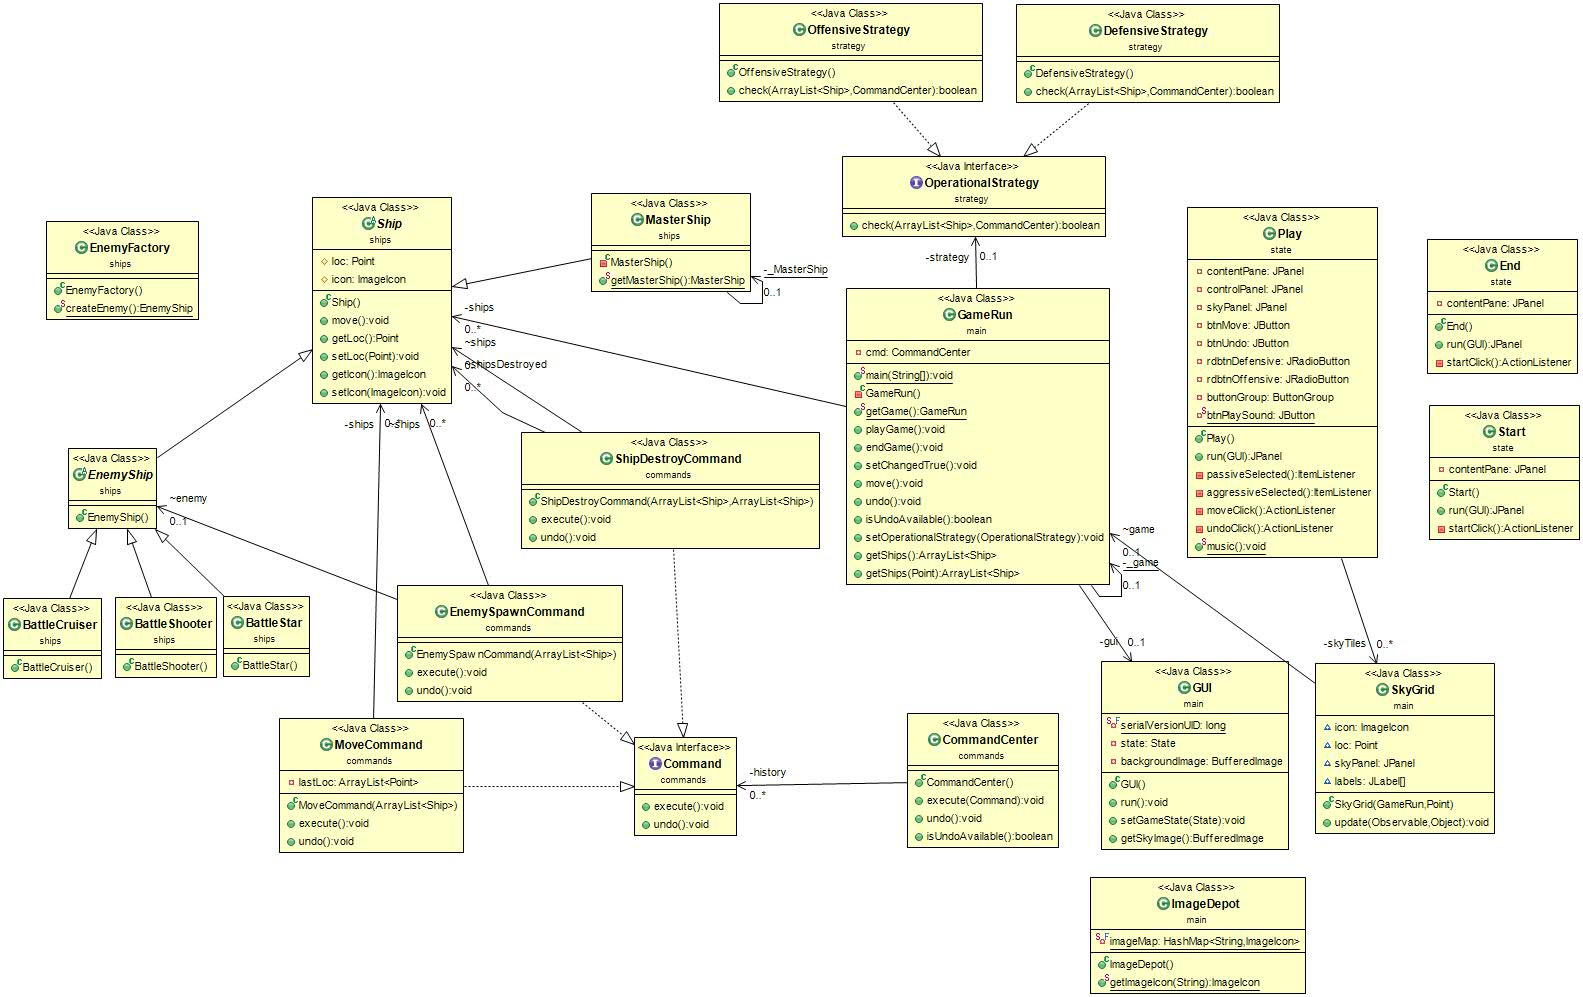 <<Java Class>>
OffensiveStrategy
strategy
OffensiveStrategy()
check(ArrayList<Ship>,CommandCenter):boolean
<<Java Class>>
DefensiveStrategy
strategy
DefensiveStrategy()
check(ArrayList<Ship>,CommandCenter):boolean
<<Java Interface>>
OperationalStrategy
strategy
check(ArrayList<Ship>,CommandCenter):boolean
-strategy
0..1
<<Java Class>>
EnemyFactory
ships
EnemyFactory()
createEnemy():EnemyShip
<<Java Class>>
Ship
ships
loc: Point
icon: ImageIcon
Ship()
move():void
getLoc():Point
setLoc(Point):void
getIcon():ImageIcon
setIcon(ImageIcon):void
<<Java Class>>
MasterShip
ships
MasterShip()
getMasterShip():MasterShip
-_MasterShip
0..1
-ships
0..*
~ships
~shipsDestroyed
0..*
<<Java Class>>
GameRun
main
cmd: CommandCenter
main(String[]):void
GameRun()
getGame():GameRun
playGame():void
endGame():void
setChangedTrue():void
move():void
undo():void
isUndoAvailable():boolean
setOperationalStrategy(OperationalStrategy):void
getShips():ArrayList<Ship>
getShips(Point):ArrayList<Ship>
~game
0..1
-_game
0..1
<<Java Class>>
Play
state
contentPane: JPanel
controlPanel: JPanel
skyPanel: JPanel
btnMove: JButton
btnUndo: JButton
rdbtnDefensive: JRadioButton
rdbtnOffensive: JRadioButton
buttonGroup: ButtonGroup
btnPlaySound: JButton
Play()
run(GUI):JPanel
passiveSelected():ItemListener
aggressiveSelected():ItemListener
moveClick():ActionListener
undoClick():ActionListener
music():void
<<Java Class>>
End
state
contentPane: JPanel
End()
run(GUI):JPanel
startClick():ActionListener
<<Java Class>>
Start
state
contentPane: JPanel
Start()
run(GUI):JPanel
startClick():ActionListener
-ships
0..*
~ships
0..*
<<Java Class>>
EnemyShip
ships
EnemyShip()
~enemy
0..1
<<Java Class>>
ShipDestroyCommand
commands
ShipDestroyCommand(ArrayList<Ship>,ArrayList<Ship>)
execute():void
undo():void
<<Java Class>>
BattleCruiser
ships
BattleCruiser()
<<Java Class>>
BattleShooter
ships
BattleShooter()
<<Java Class>>
BattleStar
ships
BattleStar()
<<Java Class>>
EnemySpawnCommand
commands
EnemySpawnCommand(ArrayList<Ship>)
execute():void
undo():void
<<Java Class>>
MoveCommand
commands
lastLoc: ArrayList<Point>
MoveCommand(ArrayList<Ship>)
execute():void
undo():void
<<Java Interface>>
Command
commands
execute():void
undo():void
-history
0..*
<<Java Class>>
CommandCenter
commands
CommandCenter()
execute(Command):void
undo():void
isUndoAvailable():boolean
-gui
0..1
<<Java Class>>
GUI
main
serialVersionUID: long
state: State
backgroundImage: BufferedImage
GUI()
run():void
setGameState(State):void
getSkyImage():BufferedImage
-skyTiles
0..*
<<Java Class>>
SkyGrid
main
icon: ImageIcon
loc: Point
skyPanel: JPanel
labels: JLabel[]
SkyGrid(GameRun,Point)
update(Observable,Object):void
<<Java Class>>
ImageDepot
main
imageMap: HashMap<String,ImageIcon>
ImageDepot()
getImageIcon(String):ImageIcon